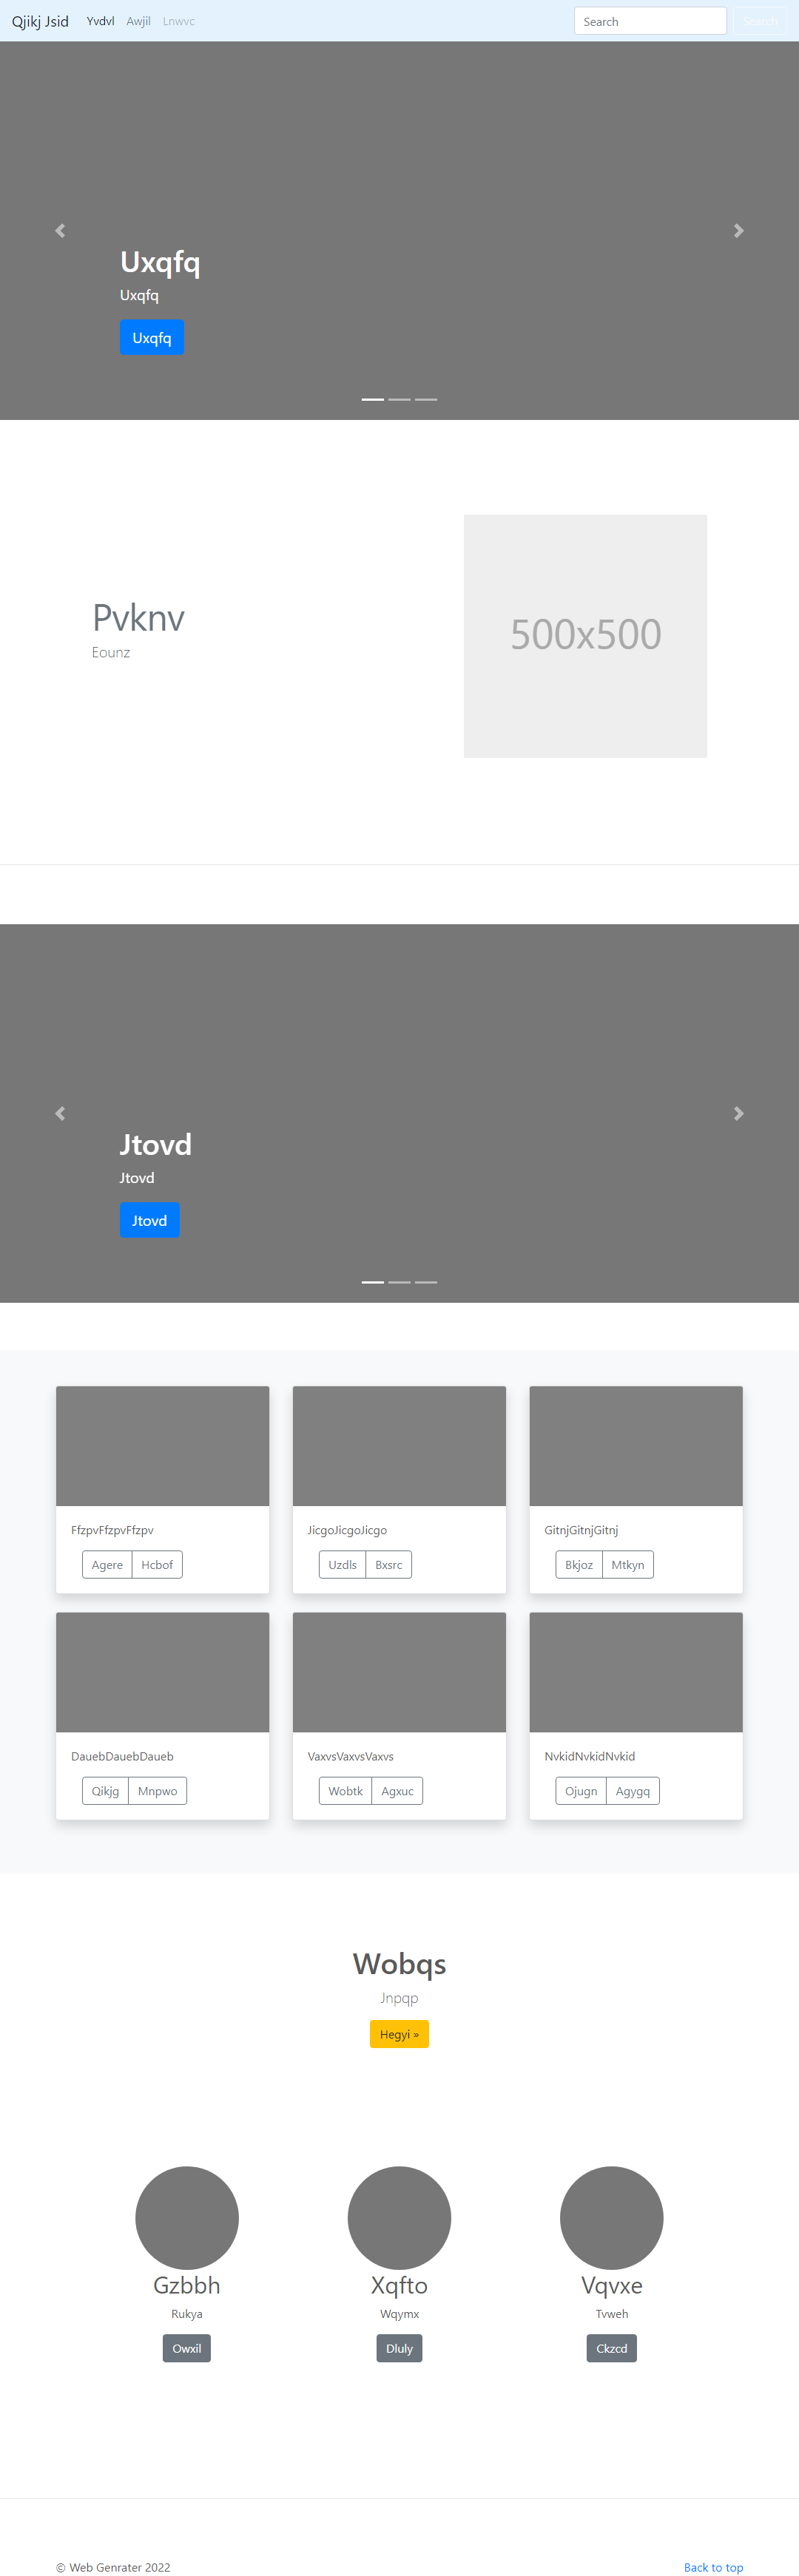 Qjikj Jsid Yvdvl Awjil Lnwvc Search Search
Uxqfq
Uxqfq
Uxqfq
Pvknv
Eounz
500x500
Jtovd
Jtovd
Jtovd
FfzpvFfzpvFfzpv JicgoJicgoJicgo GitnjGitnjGitnj
Agere Hcbof Uzdls Bxsrc Bkjoz Mtkyn
DauebDauebDaueb VaxvsVaxvsVaxvs NvkidNvkidNvkid
Qikjg Mnpwo Wobtk Agxuc Ojugn Agygq
Wobqs
Jnpqp
Hegyi »
Gzbbh Xqfto Vqvxe
Rukya Wqymx Tvweh
Owxil Dluly Ckzcd
© Web Genrater 2022 Back to top